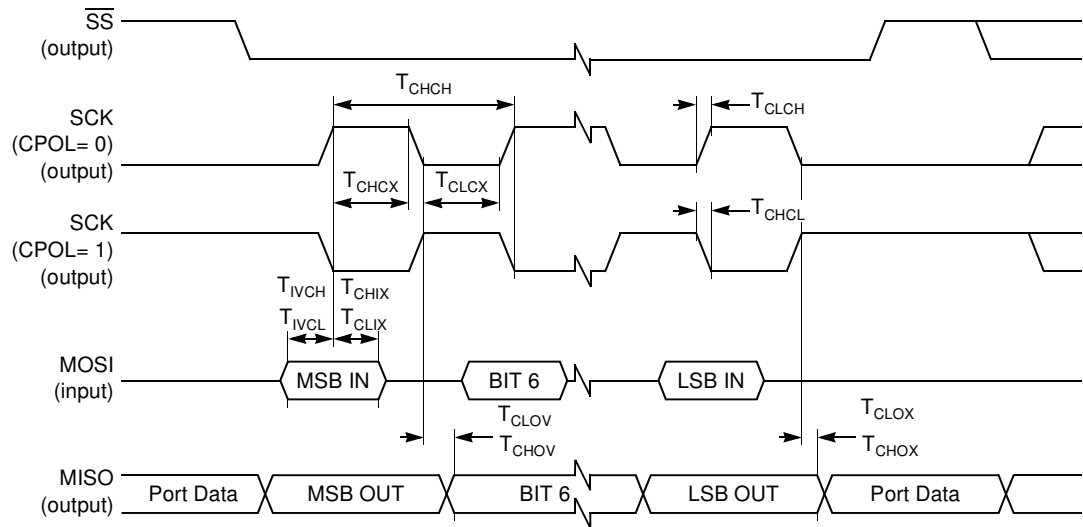 SS
(output)
T_CHCH
SCK
(CPOL= 0)
(output)
T_CLCH
T_CHCX
T_CLCX
SCK
(CPOL= 1)
(output)
T_CHCL
T_IVCH
T_CHIX
T_IVCL
T_CLIX
MOSI
(input)
MSB IN
BIT 6
LSB IN
T_CLOV
T_CHOV
T_CLOX
T_CHOX
MISO
(output)
Port Data
MSB OUT
BIT 6
LSB OUT
Port Data